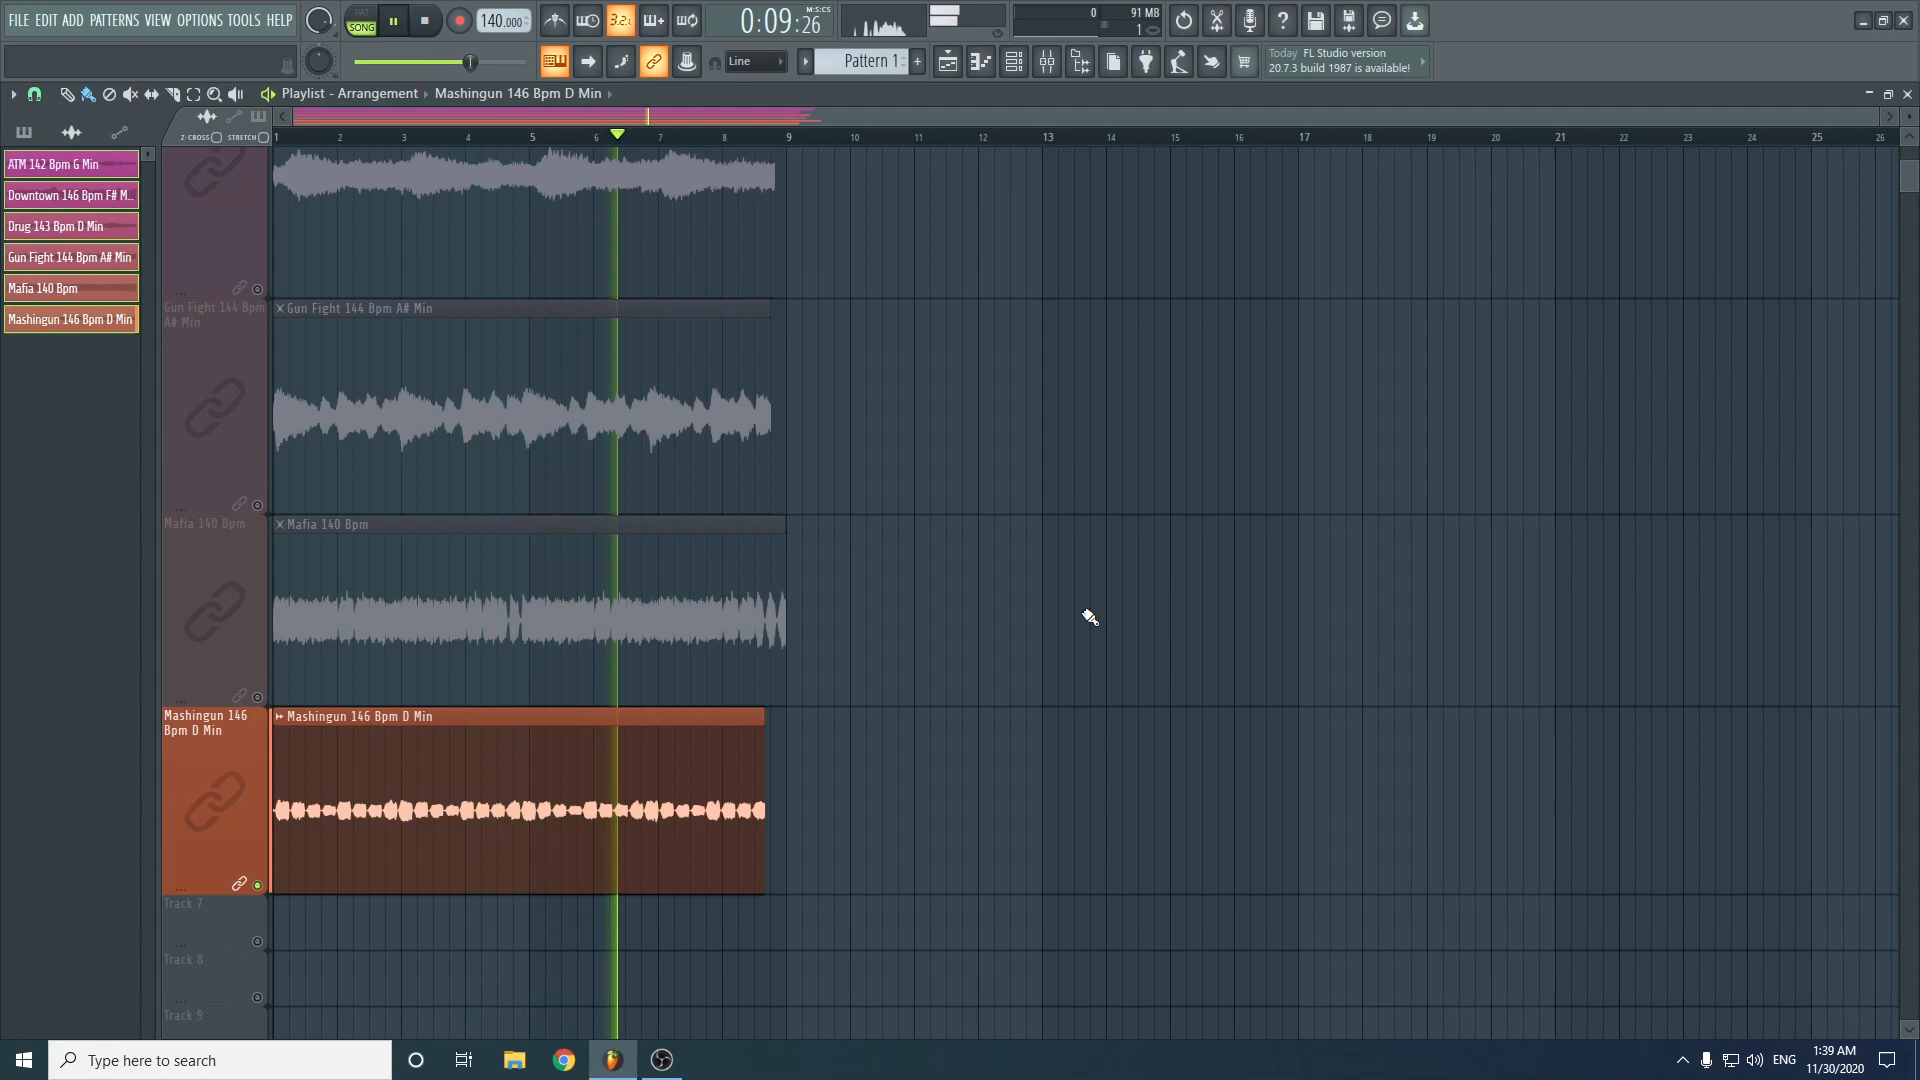 FILE EDIT ADD PATTERNS VIEW OPTIONS TOOLS HELP
PAT
SONG
140.000
3.2.
0:09:26
M:S:CS
0
91 MB
1
Line
Pattern 1
+
Today FL Studio version
20.7.3 build 1987 is available!
Playlist - Arrangement
Mashingun 146 Bpm D Min
Z-CROSS
STRETCH
1 2 3 4 5 6 7 8 9 10 11 12 13 14 15 16 17 18 19 20 21 22 23 24 25 26
ATM 142 Bpm G Min
Downtown 146 Bpm F# M..
Drug 143 Bpm D Min
Gun Fight 144 Bpm A# Min
Mafia 140 Bpm
Mashingun 146 Bpm D Min
Gun Fight 144 Bpm
A# Min
Gun Fight 144 Bpm A# Min
Mafia 140 Bpm
Mafia 140 Bpm
Mashingun 146
Bpm D Min
Mashingun 146 Bpm D Min
Track 7
Track 8
Track 9
Type here to search
ENG
1:39 AM
11/30/2020